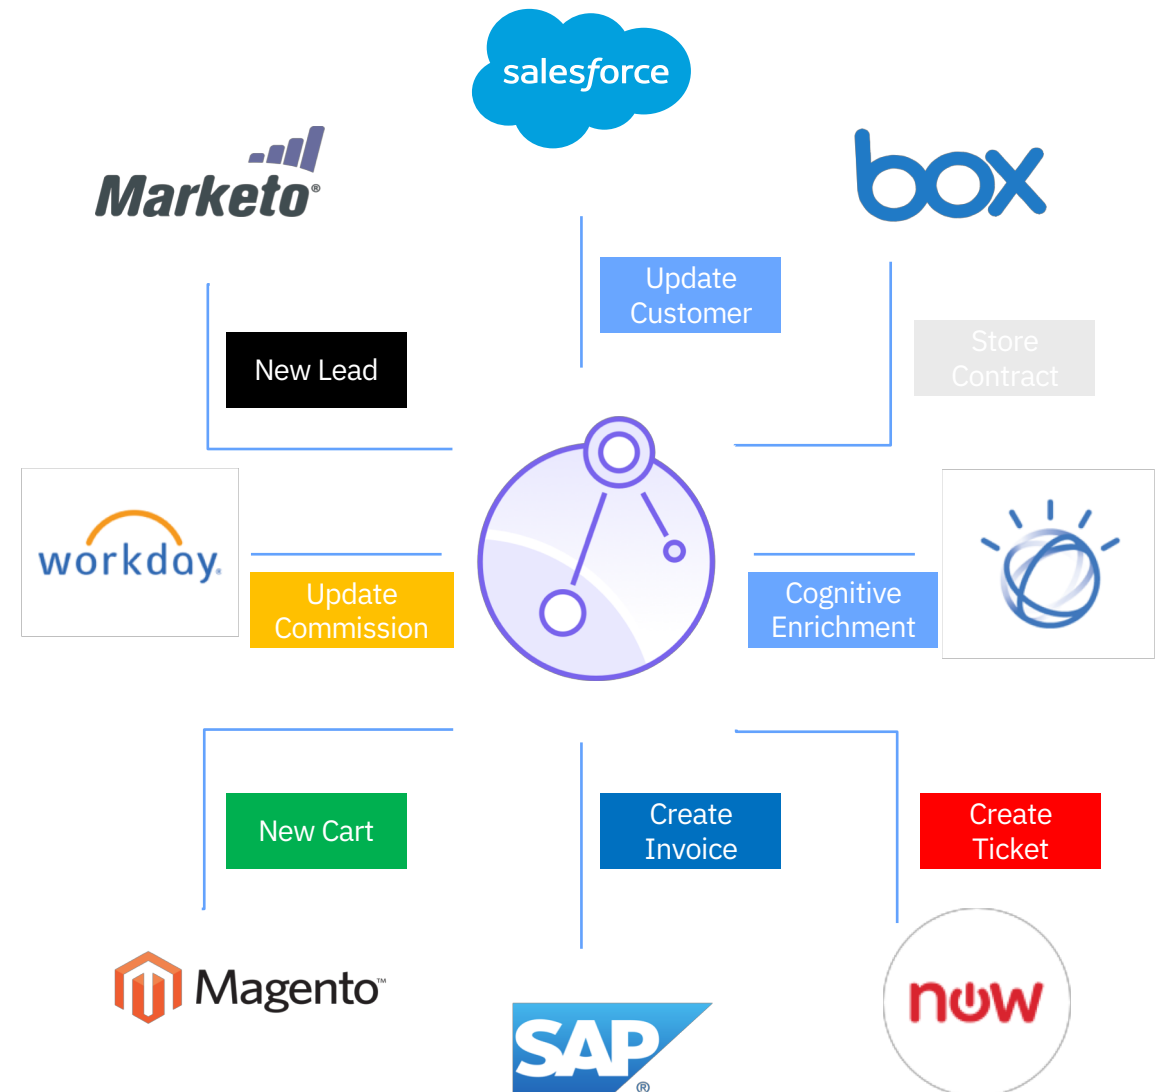 salesforce
Marketo®
box
Update
Customer
New Lead
Store
Contract
workday.
Update
Commission
Cognitive
Enrichment
New Cart
Create
Invoice
Create
Ticket
Magento™
SAP®
now